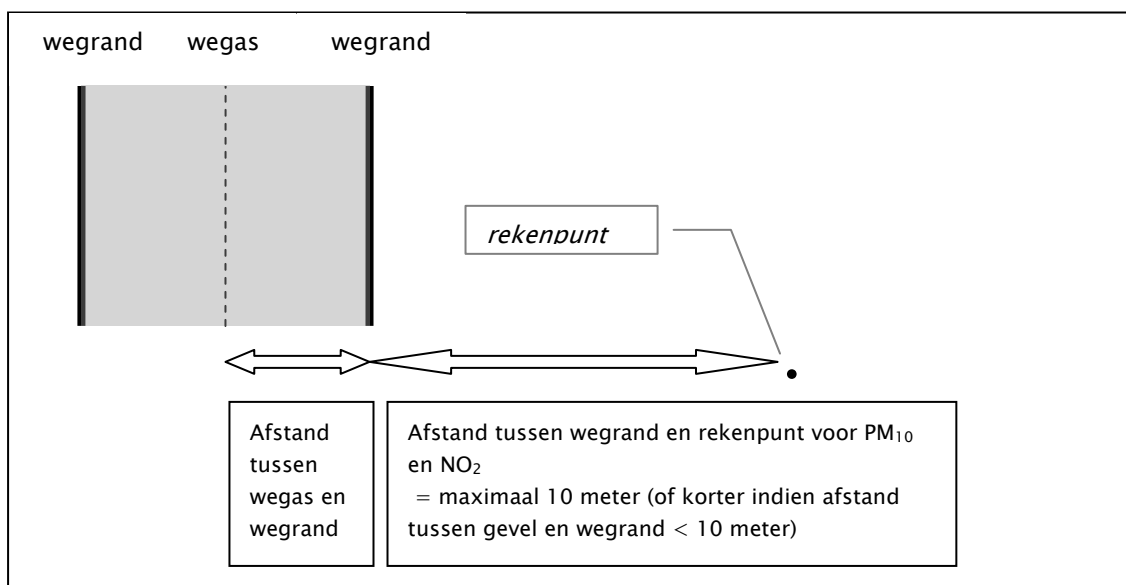 wegrand wegas wegrand
rekenpunt
Afstand
tussen
wegas en
wegrand
Afstand tussen wegrand en rekenpunt voor PM₁₀
en NO₂
= maximaal 10 meter (of korter indien afstand
tussen gevel en wegrand < 10 meter)